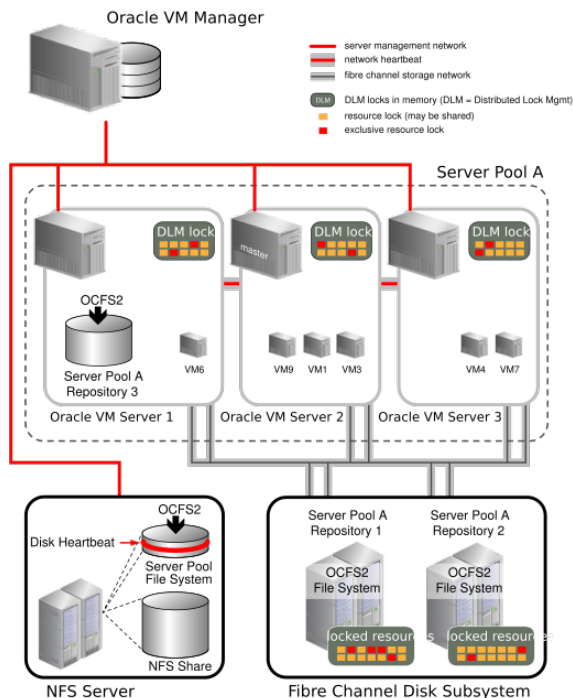 Oracle VM Manager
server management network
network heartbeat
fibre channel storage network
DLM
DLM locks in memory (DLM = Distributed Lock Mgmt)
resource lock (may be shared)
exclusive resource lock
Server Pool A
DLM lock
master
DLM lock
DLM lock
OCFS2
Server Pool A
Repository 3
VM6
VM9
VM1
VM3
VM4
VM7
Oracle VM Server 1
Oracle VM Server 2
Oracle VM Server 3
OCFS2
Disk Heartbeat
Server Pool
File System
NFS Share
NFS Server
Server Pool A
Repository 1
OCFS2
File System
locked resources
Server Pool A
Repository 2
OCFS2
File System
locked resources
Fibre Channel Disk Subsystem